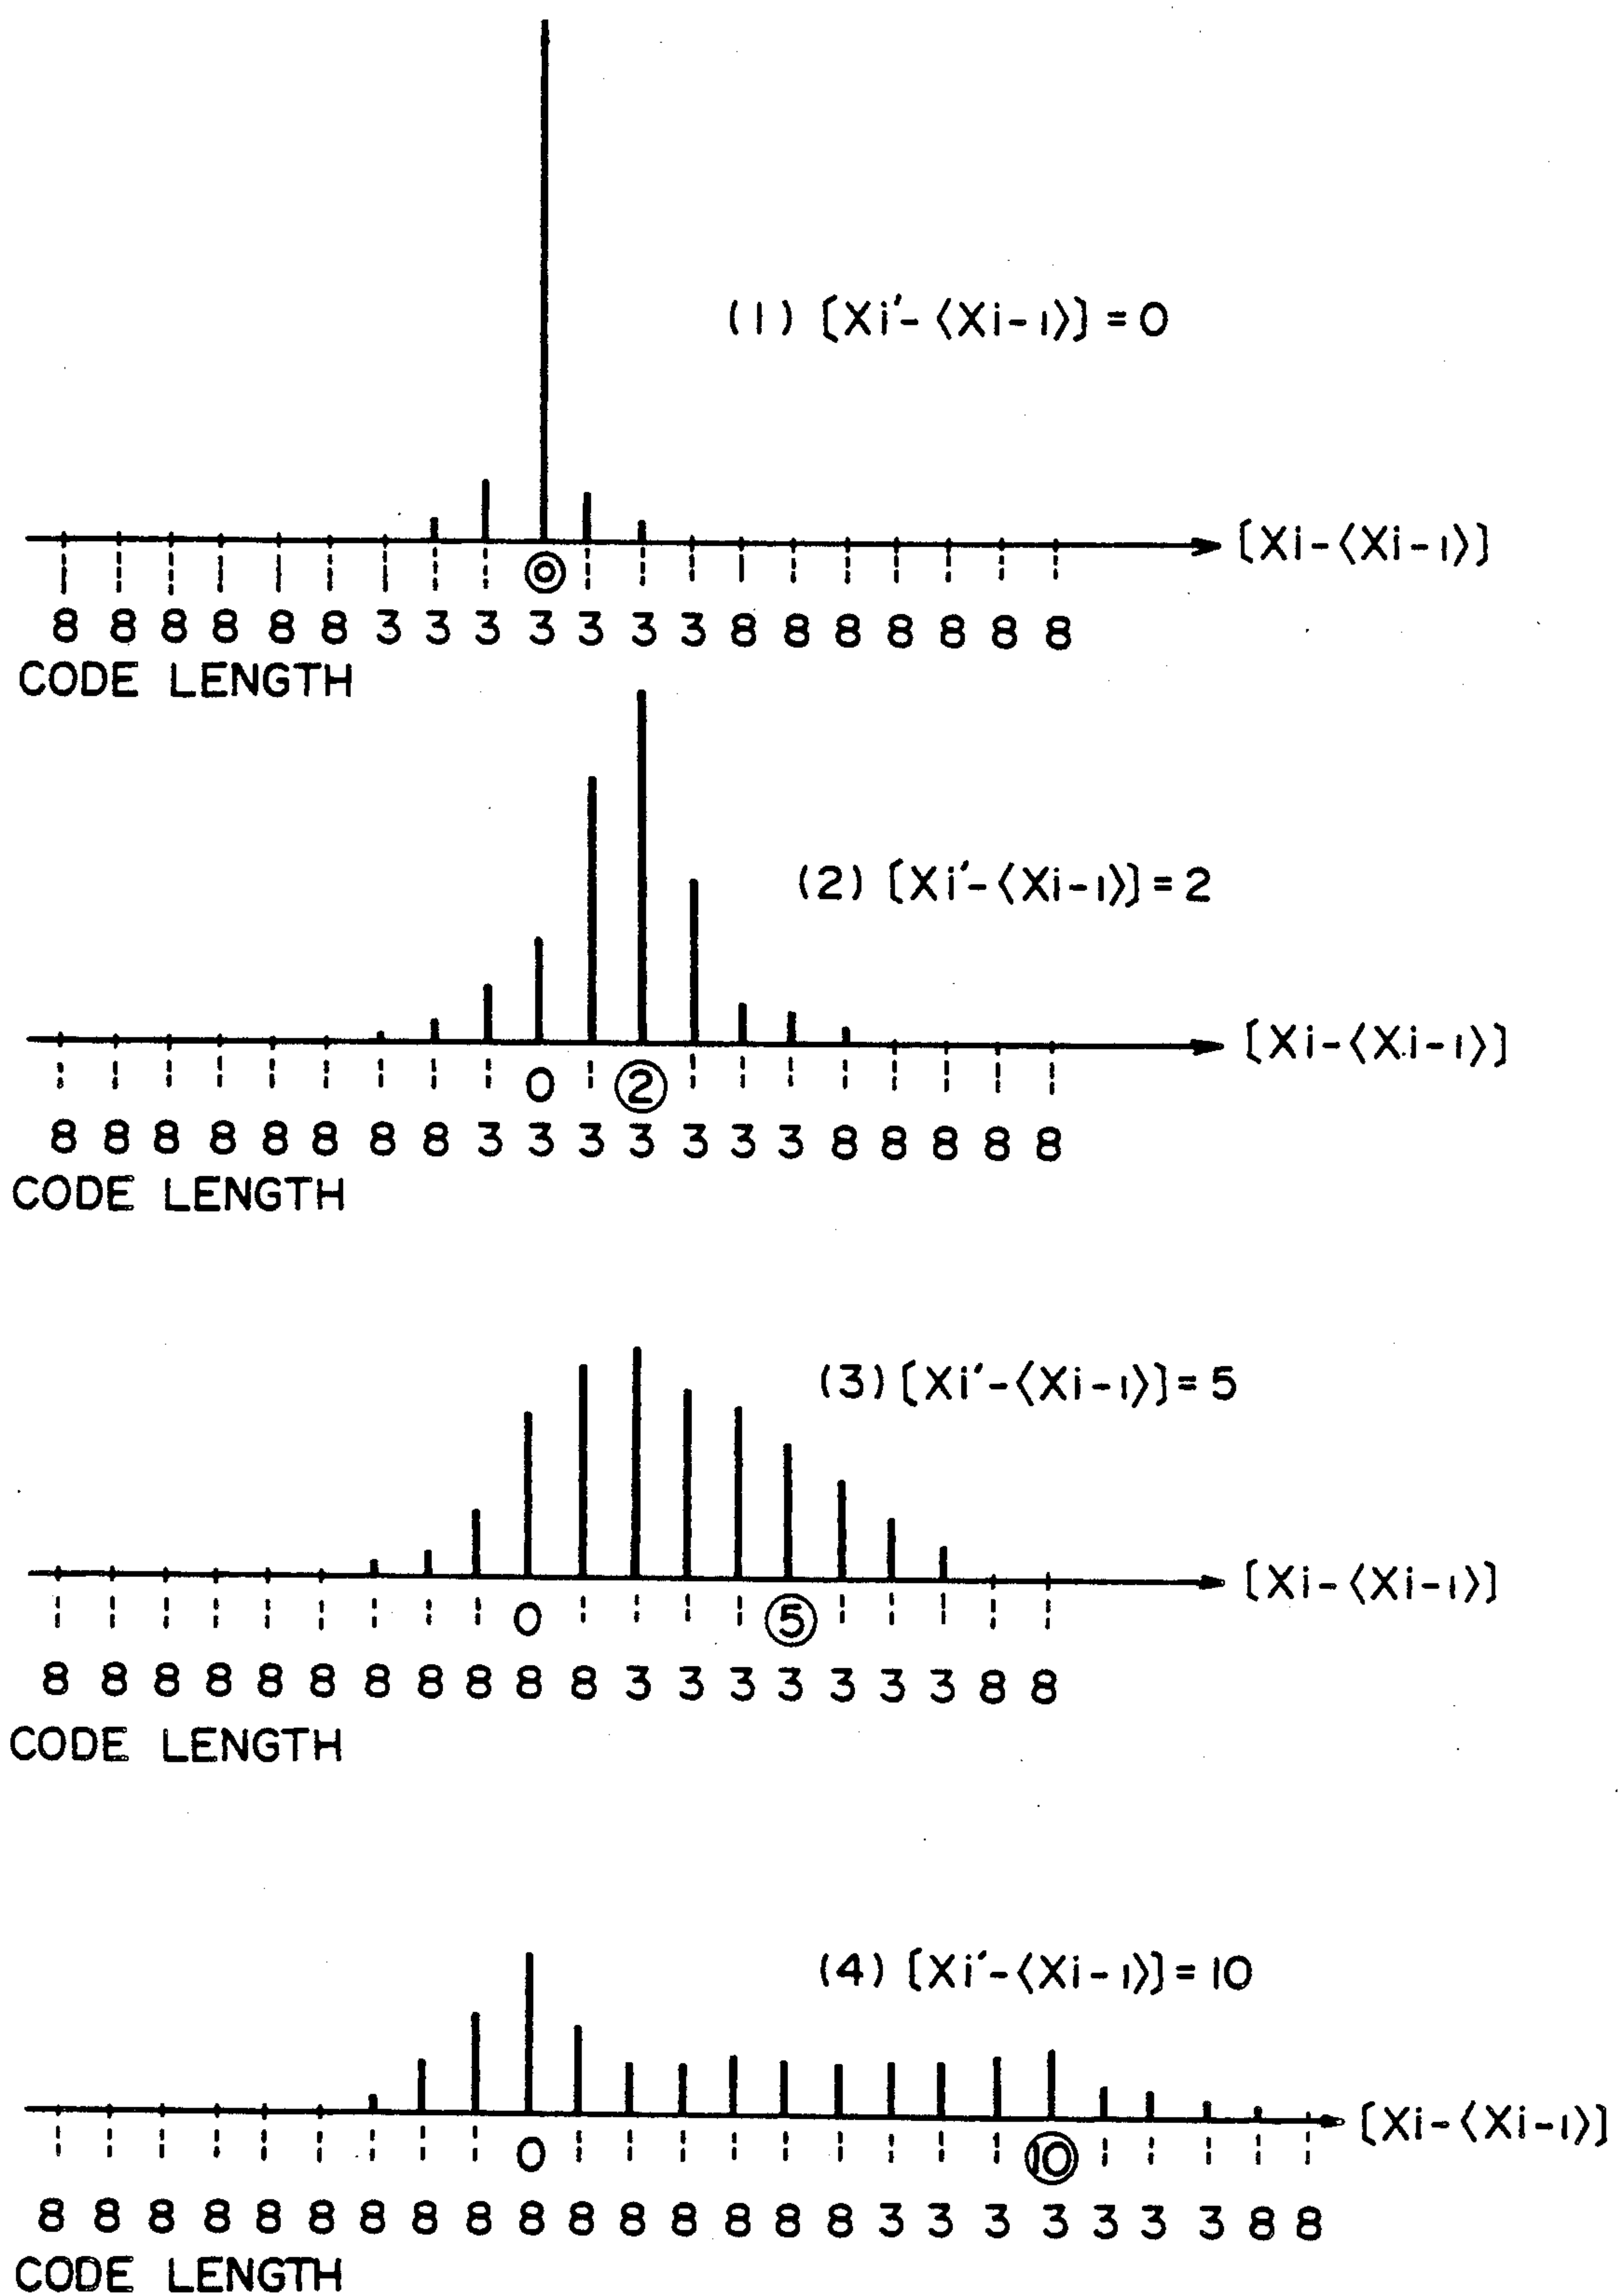 (1) [Xi´-⟨Xi-1⟩] = 0
[Xi-⟨Xi-1⟩]
0
8 8 8 8 8 8 3 3 3 3 3 3 3 8 8 8 8 8 8 8
CODE LENGTH
(2) [Xi´-⟨Xi-1⟩] = 2
[Xi-⟨Xi-1⟩]
0 2
8 8 8 8 8 8 8 8 3 3 3 3 3 3 3 8 8 8 8 8
CODE LENGTH
(3) [Xi´-⟨Xi-1⟩] = 5
[Xi-⟨Xi-1⟩]
0 5
8 8 8 8 8 8 8 8 8 8 8 3 3 3 3 3 3 3 8 8
CODE LENGTH
(4) [Xi´-⟨Xi-1⟩] = 10
[Xi-⟨Xi-1⟩]
0 10
8 8 8 8 8 8 8 8 8 8 8 8 8 8 8 8 3 3 3 3 3 3 3 8 8
CODE LENGTH